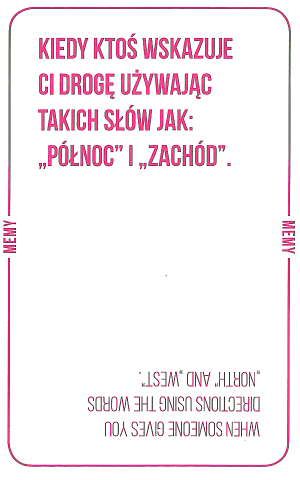 KIEDY KTOŚ WSKAZUJE
CI DROGĘ UŻYWAJĄC
TAKICH SŁÓW JAK:
„PÓŁNOC” I „ZACHÓD”.
MEMY
MEMY
WHEN SOMEONE GIVES YOU
DIRECTIONS USING THE WORDS
„NORTH” AND „WEST”.